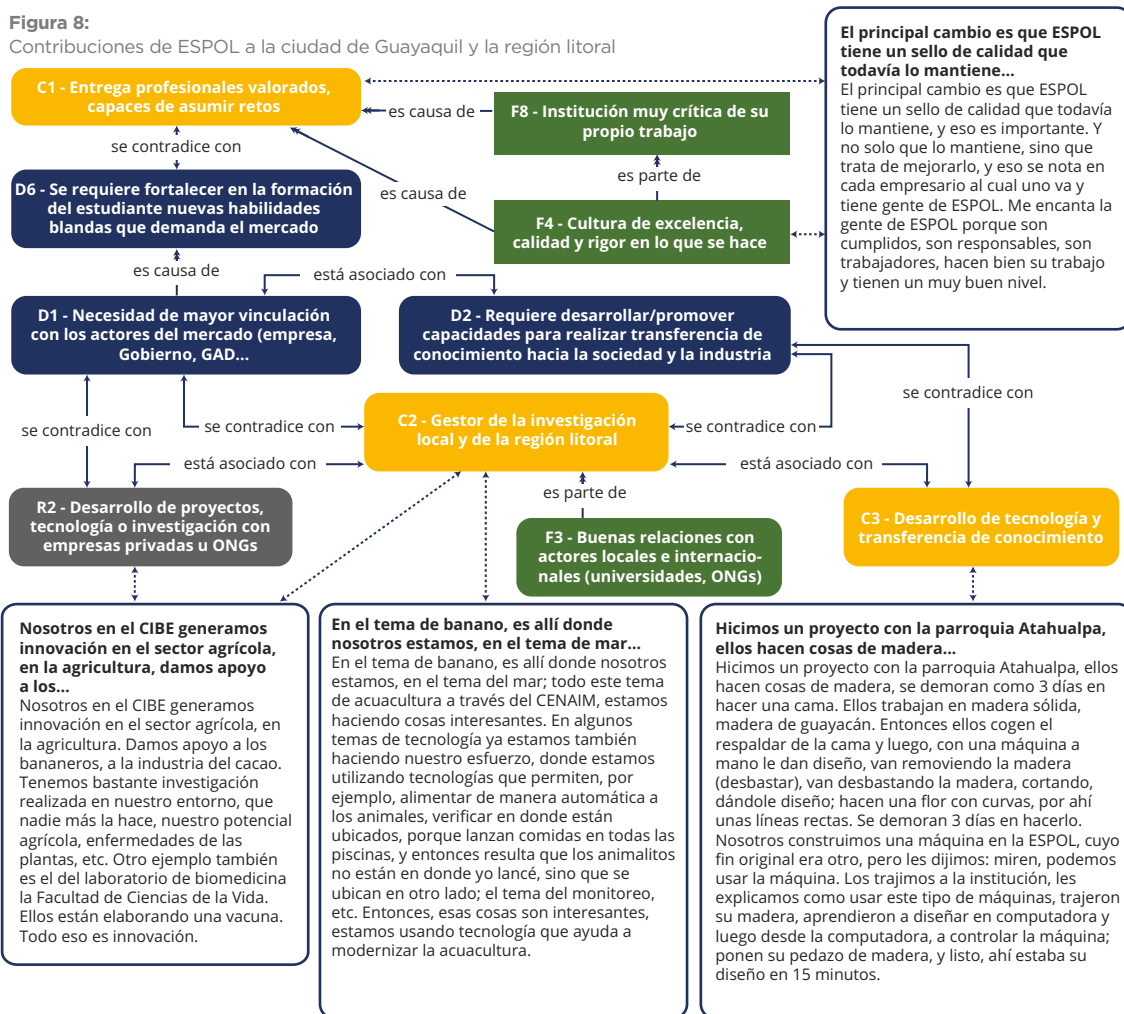 Figura 8:
Contribuciones de ESPOL a la ciudad de Guayaquil y la región litoral
C1 - Entrega profesionales valorados,
capaces de asumir retos
es causa de
F8 - Institución muy crítica de su
propio trabajo
se contradice con
es parte de
D6 - Se requiere fortalecer en la formación
del estudiante nuevas habilidades
blandas que demanda el mercado
es causa de
F4 - Cultura de excelencia,
calidad y rigor en lo que se hace
El principal cambio es que ESPOL
tiene un sello de calidad que
todavía lo mantiene...
El principal cambio es que ESPOL
tiene un sello de calidad que todavía
lo mantiene, y eso es importante. Y
no solo que lo mantiene, sino que
trata de mejorarlo, y eso se nota en
cada empresario al cual uno va y
tiene gente de ESPOL. Me encanta la
gente de ESPOL porque son
cumplidos, son responsables, son
trabajadores, hacen bien su trabajo
y tienen un muy buen nivel.
es causa de
está asociado con
D1 - Necesidad de mayor vinculación
con los actores del mercado (empresa,
Gobierno, GAD...
D2 - Requiere desarrollar/promover
capacidades para realizar transferencia de
conocimiento hacia la sociedad y la industria
se contradice con
se contradice con
se contradice con
C2 - Gestor de la investigación
local y de la región litoral
se contradice con
está asociado con
está asociado con
R2 - Desarrollo de proyectos,
tecnología o investigación con
empresas privadas u ONGs
es parte de
F3 - Buenas relaciones con
actores locales e internacio-
nales (universidades, ONGs)
C3 - Desarrollo de tecnología y
transferencia de conocimiento
Nosotros en el CIBE generamos
innovación en el sector agrícola,
en la agricultura, damos apoyo
a los...
Nosotros en el CIBE generamos
innovación en el sector agrícola, en
la agricultura. Damos apoyo a los
bananeros, a la industria del cacao.
Tenemos bastante investigación
realizada en nuestro entorno, que
nadie más la hace, nuestro potencial
agrícola, enfermedades de las
plantas, etc. Otro ejemplo también
es el del laboratorio de biomedicina
la Facultad de Ciencias de la Vida.
Ellos están elaborando una vacuna.
Todo eso es innovación.
En el tema de banano, es allí donde
nosotros estamos, en el tema de mar...
En el tema de banano, es allí donde nosotros
estamos, en el tema del mar; todo este tema
de acuacultura a través del CENAIM, estamos
haciendo cosas interesantes. En algunos
temas de tecnología ya estamos también
haciendo nuestro esfuerzo, donde estamos
utilizando tecnologías que permiten, por
ejemplo, alimentar de manera automática a
los animales, verificar en donde están
ubicados, porque lanzan comidas en todas las
piscinas, y entonces resulta que los animalitos
no están en donde yo lancé, sino que se
ubican en otro lado; el tema del monitoreo,
etc. Entonces, esas cosas son interesantes,
estamos usando tecnología que ayuda a
modernizar la acuacultura.
Hicimos un proyecto con la parroquia Atahualpa,
ellos hacen cosas de madera...
Hicimos un proyecto con la parroquia Atahualpa, ellos
hacen cosas de madera, se demoran como 3 días en
hacer una cama. Ellos trabajan en madera sólida,
madera de guayacán. Entonces ellos cogen el
respaldar de la cama y luego, con una máquina a
mano le dan diseño, van removiendo la madera
(desbastar), van desbastando la madera, cortando,
dándole diseño; hacen una flor con curvas, por ahí
unas líneas rectas. Se demoran 3 días en hacerlo.
Nosotros construimos una máquina en la ESPOL, cuyo
fin original era otro, pero les dijimos: miren, podemos
usar la máquina. Los trajimos a la institución, les
explicamos como usar este tipo de máquinas, trajeron
su madera, aprendieron a diseñar en computadora y
luego desde la computadora, a controlar la máquina;
ponen su pedazo de madera, y listo, ahí estaba su
diseño en 15 minutos.